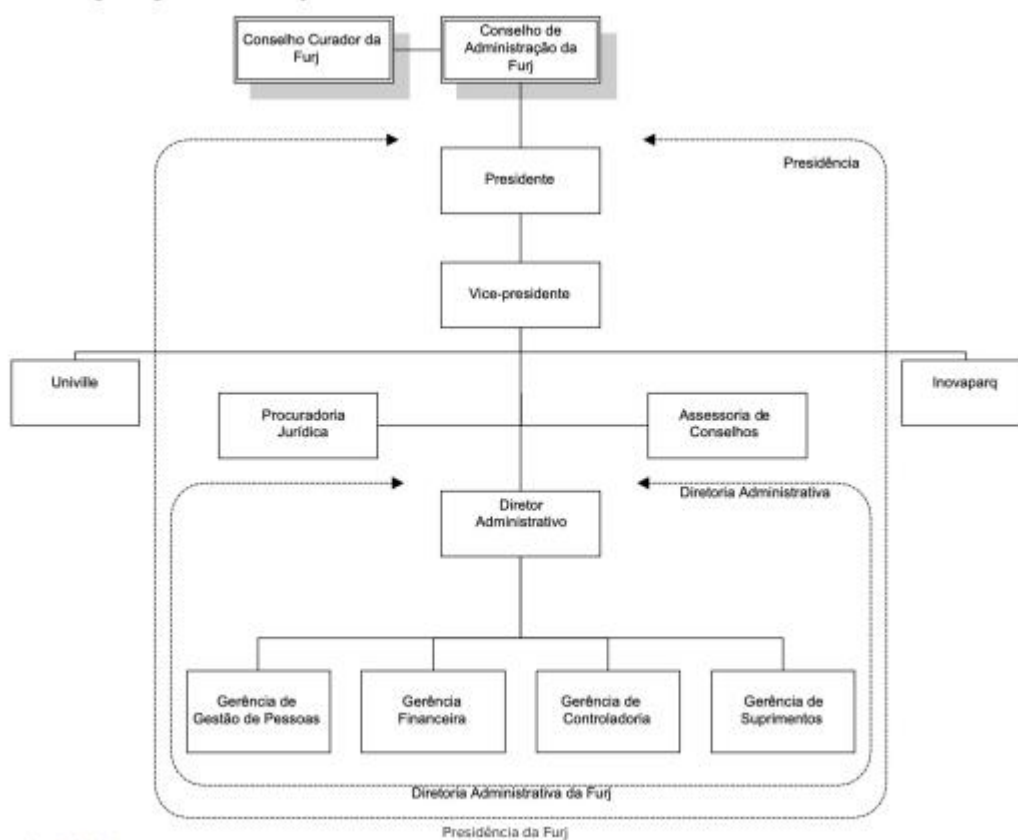 Conselho Curador da
Furj
Conselho de
Administração da
Furj
Presidência
Presidente
Vice-presidente
Univille
Inovaparq
Procuradoria
Jurídica
Assessoria de
Conselhos
Diretoria Administrativa
Diretor
Administrativo
Gerência de
Gestão de Pessoas
Gerência
Financeira
Gerência de
Controladoria
Gerência de
Suprimentos
Diretoria Administrativa da Furj
Presidência da Furj